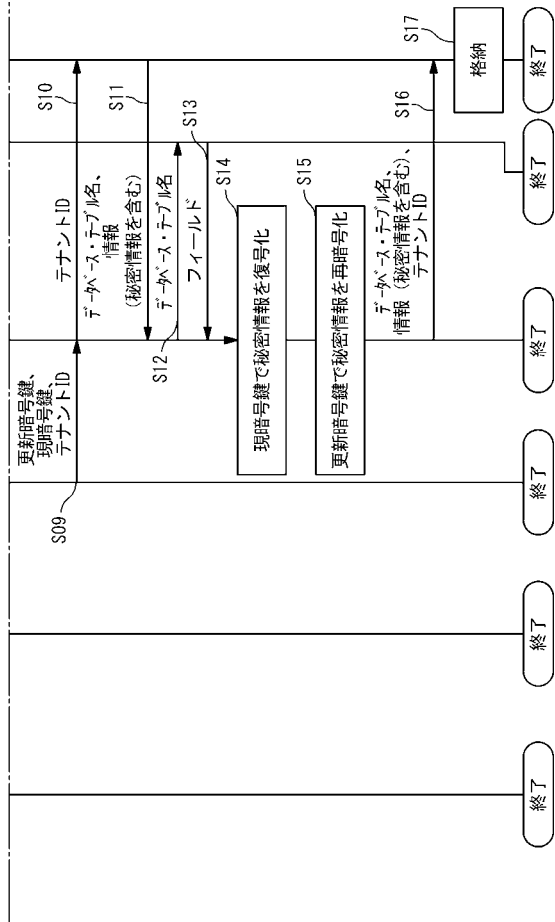 更新暗号鍵、
現暗号鍵、
テナントID
S09
テナントID
S10
データベース・テーブル名、
情報
(秘密情報を含む)
S11
データベース・テーブル名
S12
フィールド
S13
現暗号鍵で秘密情報を復号化
S14
更新暗号鍵で秘密情報を再暗号化
S15
データベース・テーブル名、
情報(秘密情報を含む)、
テナントID
S16
格納
S17
終了
終了
終了
終了
終了
終了